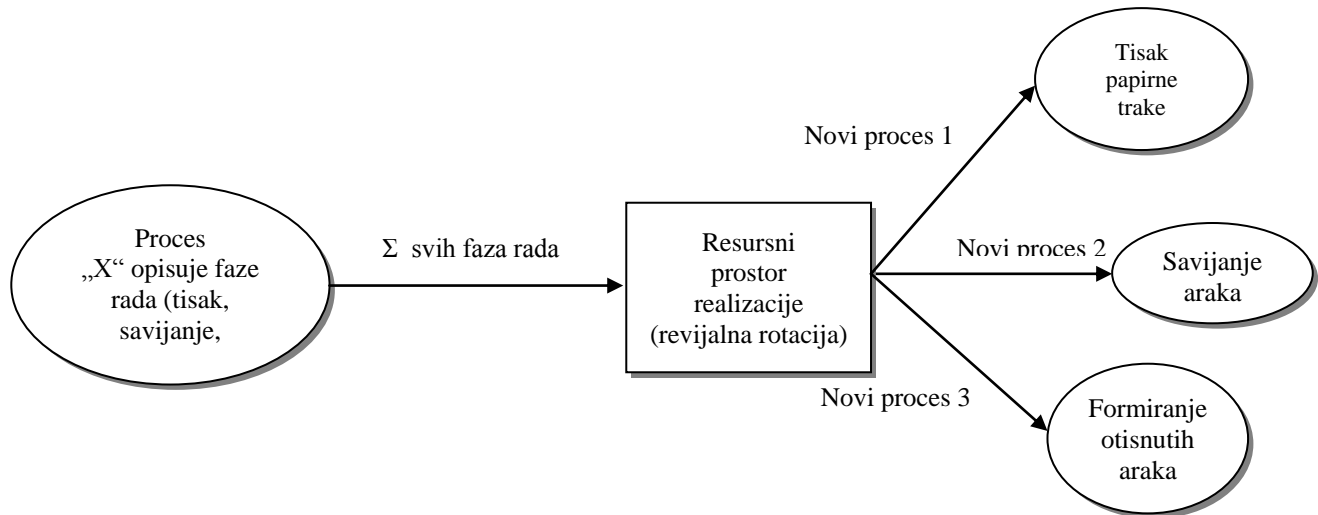 Proces
„X“ opisuje faze
rada (tisak,
savijanje,
Σ svih faza rada
Resursni
prostor
realizacije
(revijalna rotacija)
Novi proces 1
Tisak
papirne
trake
Novi proces 2
Savijanje
araka
Novi proces 3
Formiranje
otisnutih
araka